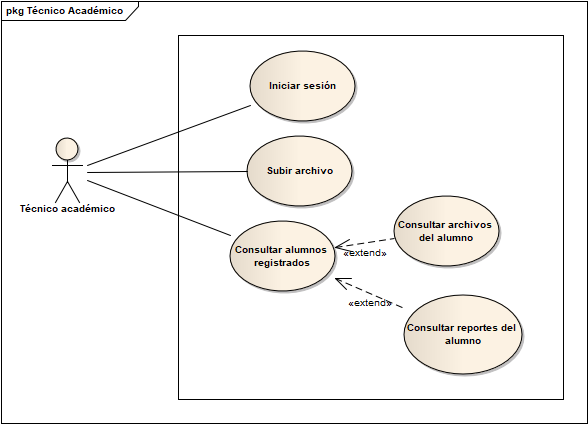 pkg Técnico Académico
Iniciar sesión
Subir archivo
Técnico académico
Consultar alumnos
registrados
Consultar archivos
del alumno
«extend»
«extend»
Consultar reportes del
alumno